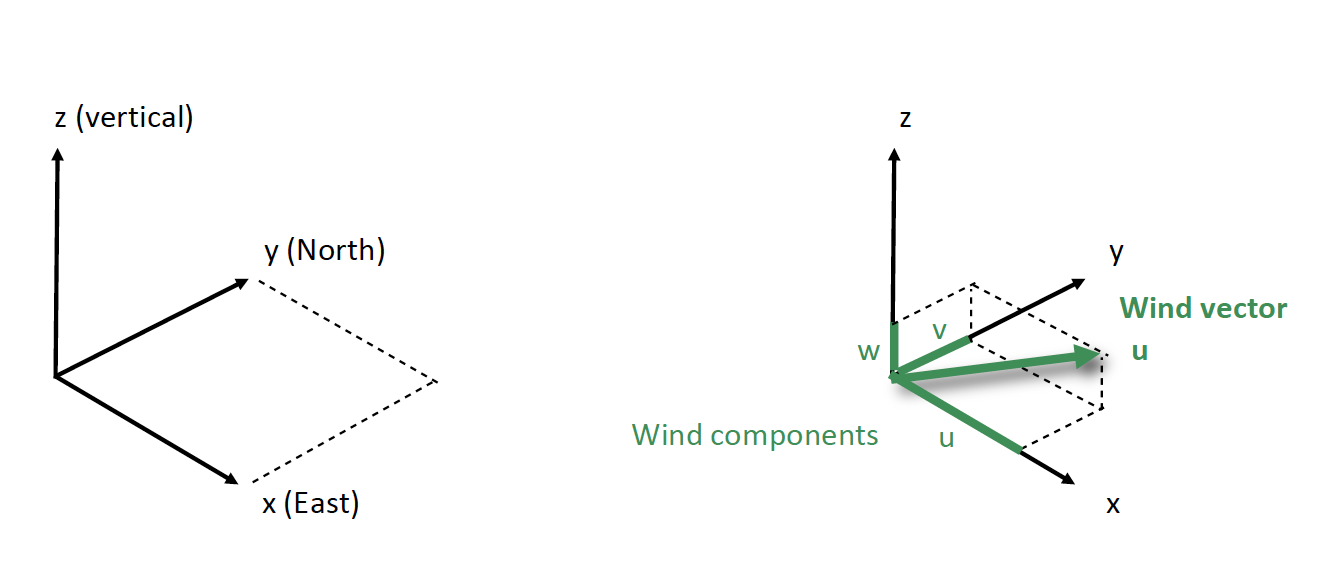 z (vertical)
y (North)
x (East)
z
y
Wind vector
u
v
w
Wind components
u
x